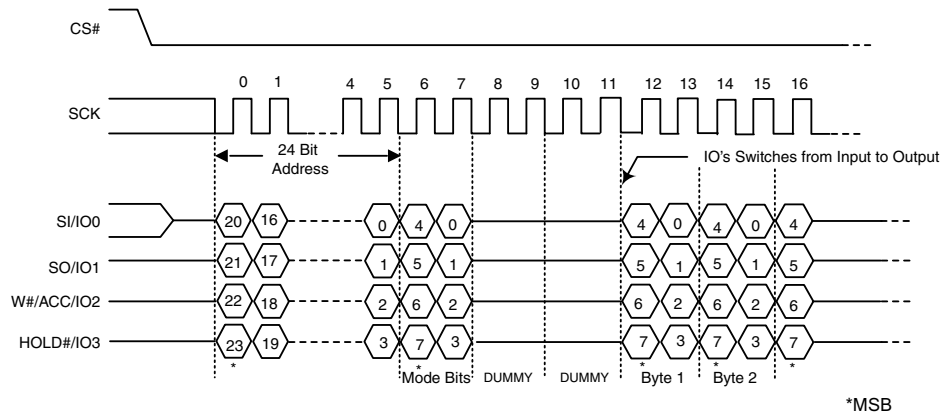 CS#
0 1 4 5 6 7 8 9 10 11 12 13 14 15 16
SCK
24 Bit
Address
IO's Switches from Input to Output
SI/IO0 20 16 0 4 0 4 0 4 0 4
SO/IO1 21 17 1 5 1 5 1 5 1 5
W#/ACC/IO2 22 18 2 6 2 6 2 6 2 6
HOLD#/IO3 23 19 3 7 3 7 3 7 3 7
* * * * *
Mode Bits DUMMY DUMMY Byte 1 Byte 2
*MSB